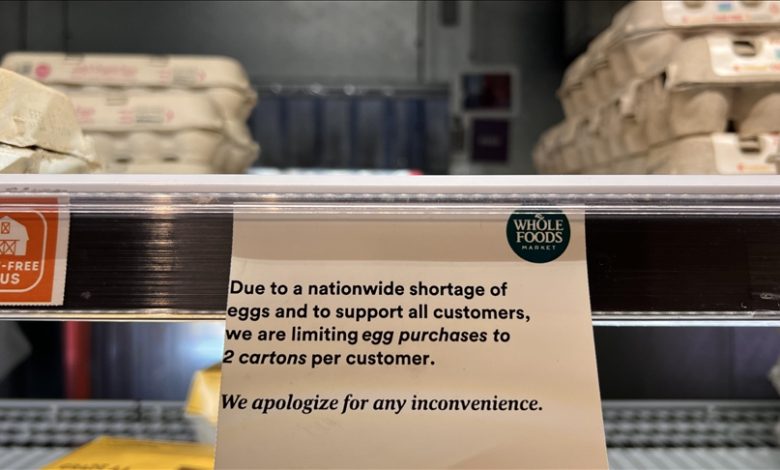 WHOLE
FOODS
MARKET
-FREE
US
Due to a nationwide shortage of
eggs and to support all customers,
we are limiting egg purchases to
2 cartons per customer.
We apologize for any inconvenience.